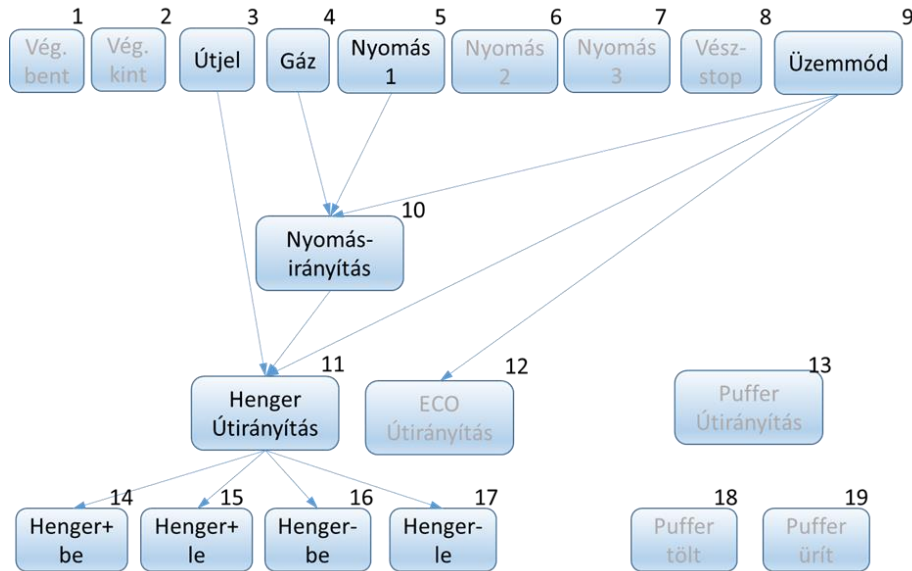 1
2
3
4
5
6
7
8
9
Vég.
bent
Vég.
kint
Útjel
Gáz
Nyomás
1
Nyomás
2
Nyomás
3
Vész-
stop
Üzemmód
10
Nyomás-
irányítás
11
12
13
Henger
Útirányítás
ECO
Útirányítás
Puffer
Útirányítás
14
15
16
17
18
19
Henger+
be
Henger+
le
Henger-
be
Henger-
le
Puffer
tölt
Puffer
ürít